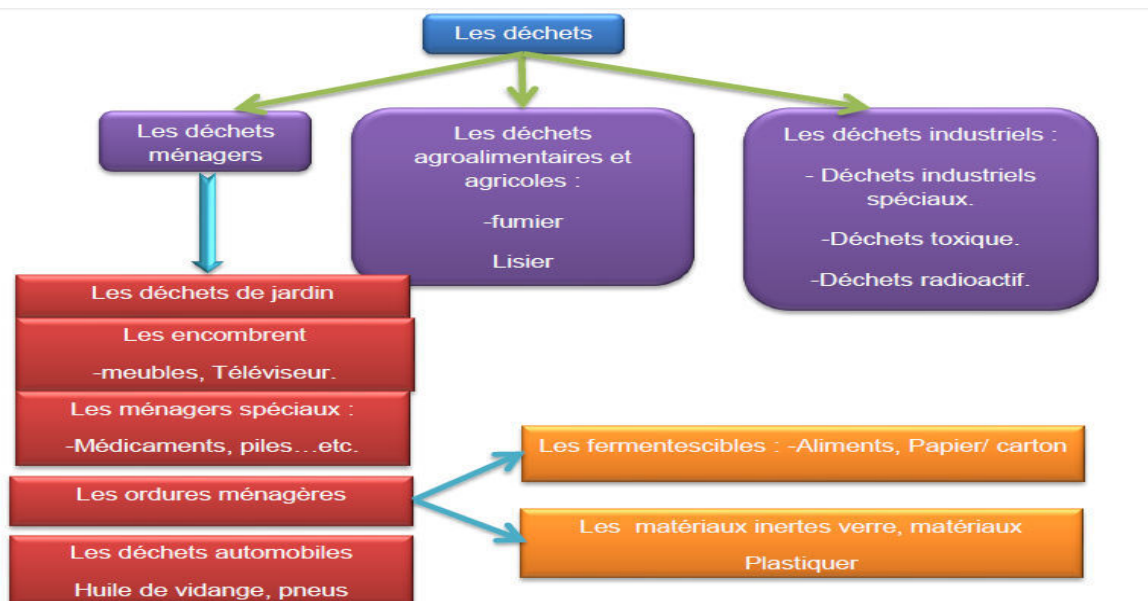 Les déchets
Les déchets
ménagers
Les déchets
agroalimentaires et
agricoles :
-fumier
Lisier
Les déchets industriels :
- Déchets industriels
spéciaux.
-Déchets toxique.
-Déchets radioactif.
Les déchets de jardin
Les encombrent
-meubles, Téléviseur.
Les ménagers spéciaux :
-Médicaments, piles...etc.
Les ordures ménagères
Les déchets automobiles
Huile de vidange, pneus
Les fermentescibles : -Aliments, Papier/ carton
Les matériaux inertes verre, matériaux
Plastiquer